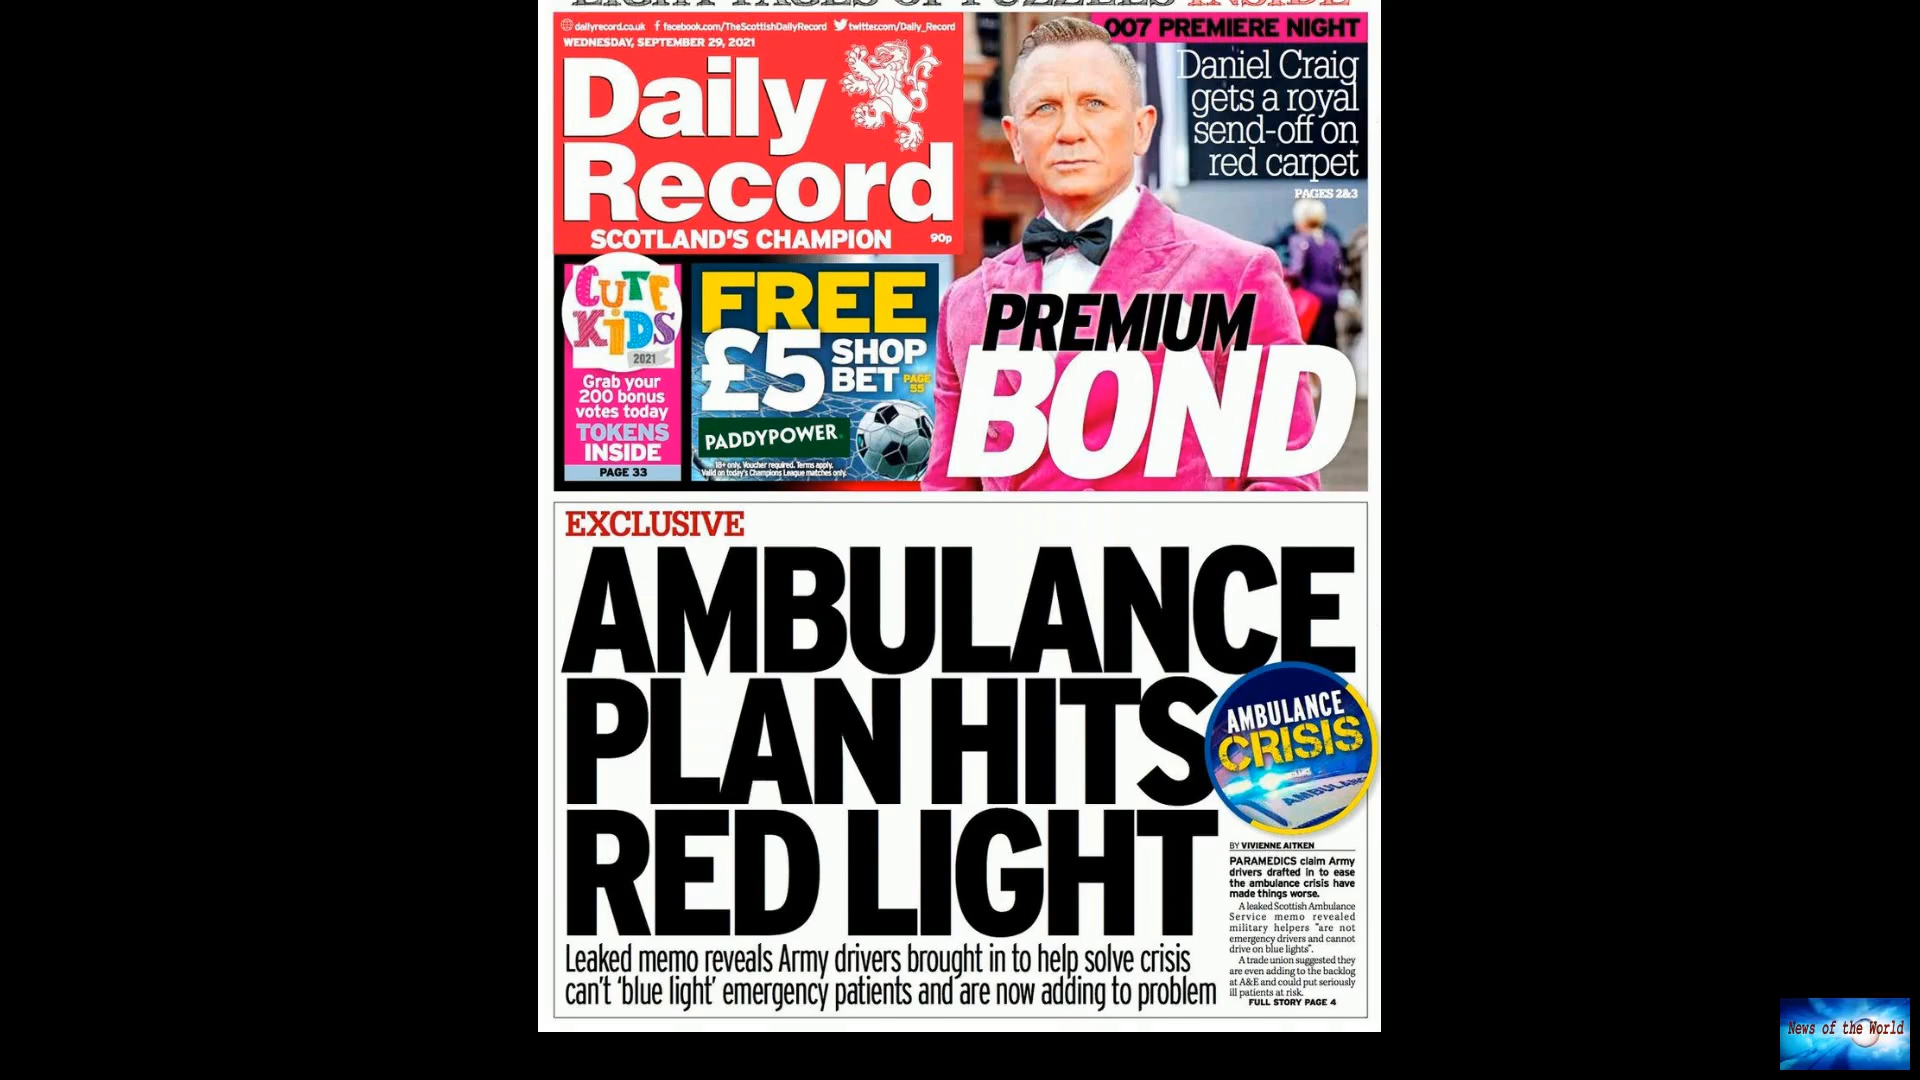 EIGHT PAGES OF PUZZLES INSIDE
dailyrecord.co.uk facebook.com/TheScottishDailyRecord twitter.com/Daily_Record
WEDNESDAY, SEPTEMBER 29, 2021
Daily
Record
SCOTLAND'S CHAMPION
90p
007 PREMIERE NIGHT
Daniel Craig
gets a royal
send-off on
red carpet
PAGES 2&3
CUTE
KiDS
2021
Grab your
200 bonus
votes today
TOKENS
INSIDE
PAGE 33
FREE
£5 SHOP
BET PAGE
55
PADDYPOWER
18+ only. Voucher required. Terms apply.
Valid on today's Champions League matches only.
PREMIUM
BOND
EXCLUSIVE
AMBULANCE
PLAN HITS
RED LIGHT
AMBULANCE
CRISIS
AMBULANCE
Leaked memo reveals Army drivers brought in to help solve crisis
can't 'blue light' emergency patients and are now adding to problem
BY VIVIENNE AITKEN
PARAMEDICS claim Army
drivers drafted in to ease
the ambulance crisis have
made things worse.
A leaked Scottish Ambulance
Service memo revealed
military helpers "are not
emergency drivers and cannot
drive on blue lights".
A trade union suggested they
are even adding to the backlog
at A&E and could put seriously
ill patients at risk.
FULL STORY PAGE 4
News of the World